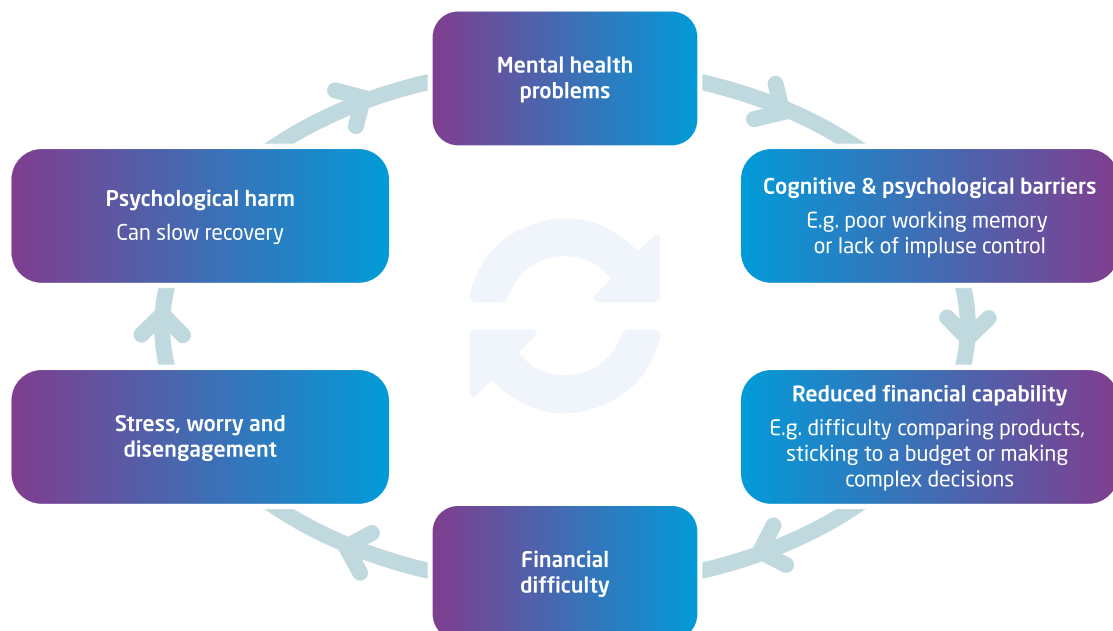 Mental health
problems
Cognitive & psychological barriers
E.g. poor working memory
or lack of impluse control
Reduced financial capability
E.g. difficulty comparing products,
sticking to a budget or making
complex decisions
Financial
difficulty
Stress, worry and
disengagement
Psychological harm
Can slow recovery